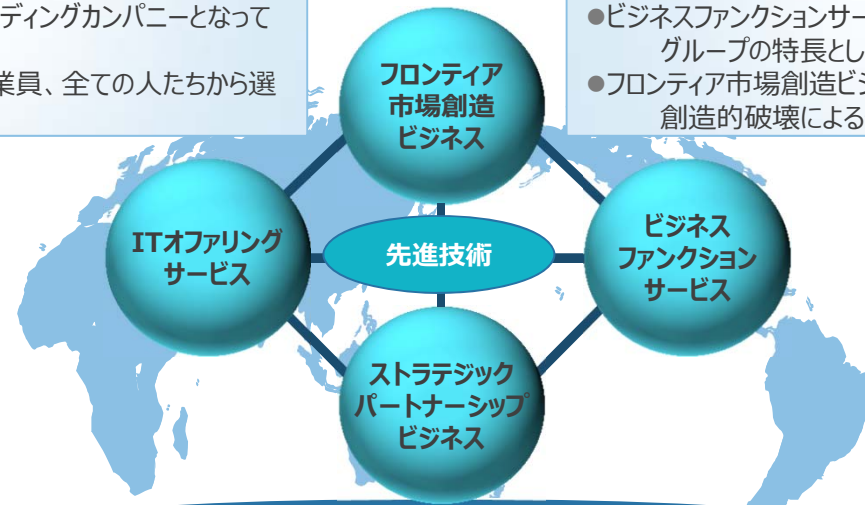 ディングカンパニーとなって
業員、全ての人たちから選
●ビジネスファンクションサー
グループの特長とし
●フロンティア市場創造ビジ
創造的破壊による
フロンティア
市場創造
ビジネス
ITオファリング
サービス
先進技術
ビジネス
ファンクション
サービス
ストラテジック
パートナーシップ
ビジネス